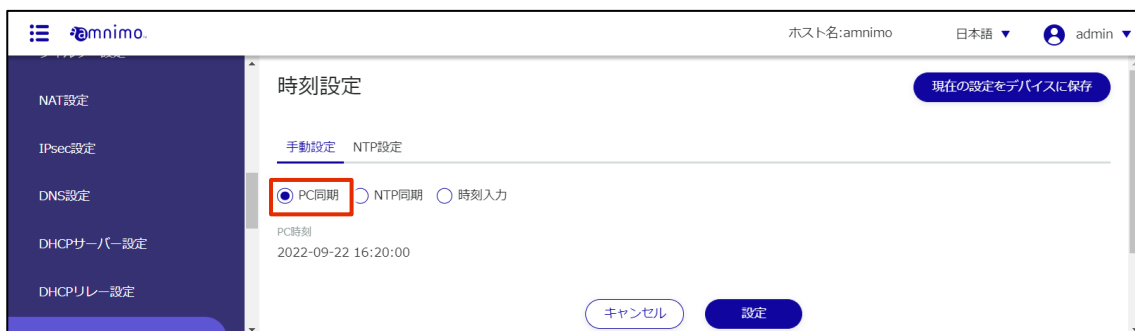 amnimo
ホスト名:amnimo
日本語 ▼
admin ▼
NAT設定
IPsec設定
DNS設定
DHCPサーバー設定
DHCPリレー設定
時刻設定
現在の設定をデバイスに保存
手動設定 NTP設定
PC同期 NTP同期 時刻入力
PC時刻
2022-09-22 16:20:00
キャンセル 設定